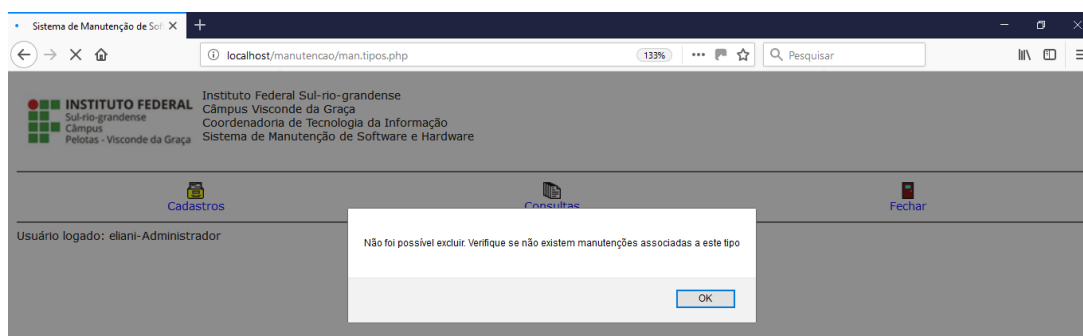 Sistema de Manutenção de Sof
localhost/manutencao/man.tipos.php
133%
Pesquisar
INSTITUTO FEDERAL
Sul-rio-grandense
Câmpus
Pelotas - Visconde da Graça
Instituto Federal Sul-rio-grandense
Câmpus Visconde da Graça
Coordenadoria de Tecnologia da Informação
Sistema de Manutenção de Software e Hardware
Cadastros
Consultas
Fechar
Usuário logado: eliani-Administrador
Não foi possível excluir. Verifique se não existem manutenções associadas a este tipo
OK